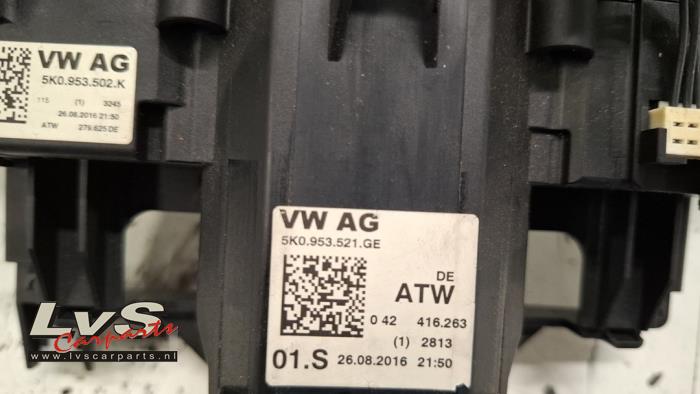 VW AG
5K0.953.502.K
115 (1) 3245
26.08.2016 21:50
ATW 279.625 DE
VW AG
5K0.953.521.GE
DE
ATW
0 42 416.263
(1) 2813
01.S 26.08.2016 21:50
LVS
Carparts
www.lvscarparts.nl